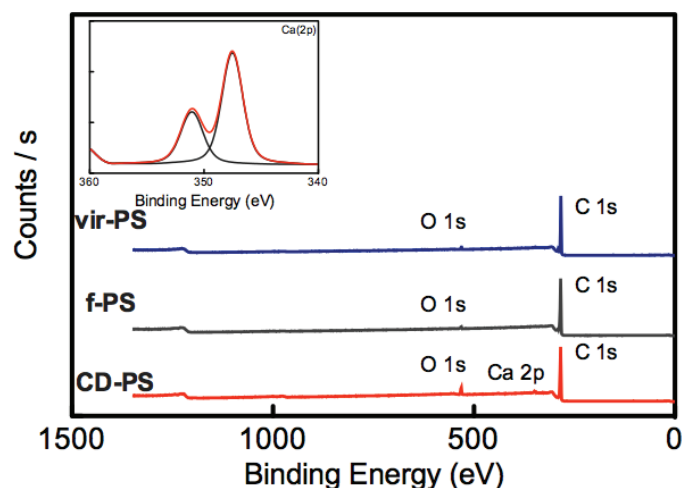 Ca(2p)
360 350 340
Binding Energy (eV)
Counts / s
vir-PS
O 1s
C 1s
f-PS
O 1s
C 1s
CD-PS
O 1s
Ca 2p
C 1s
1500 1000 500 0
Binding Energy (eV)